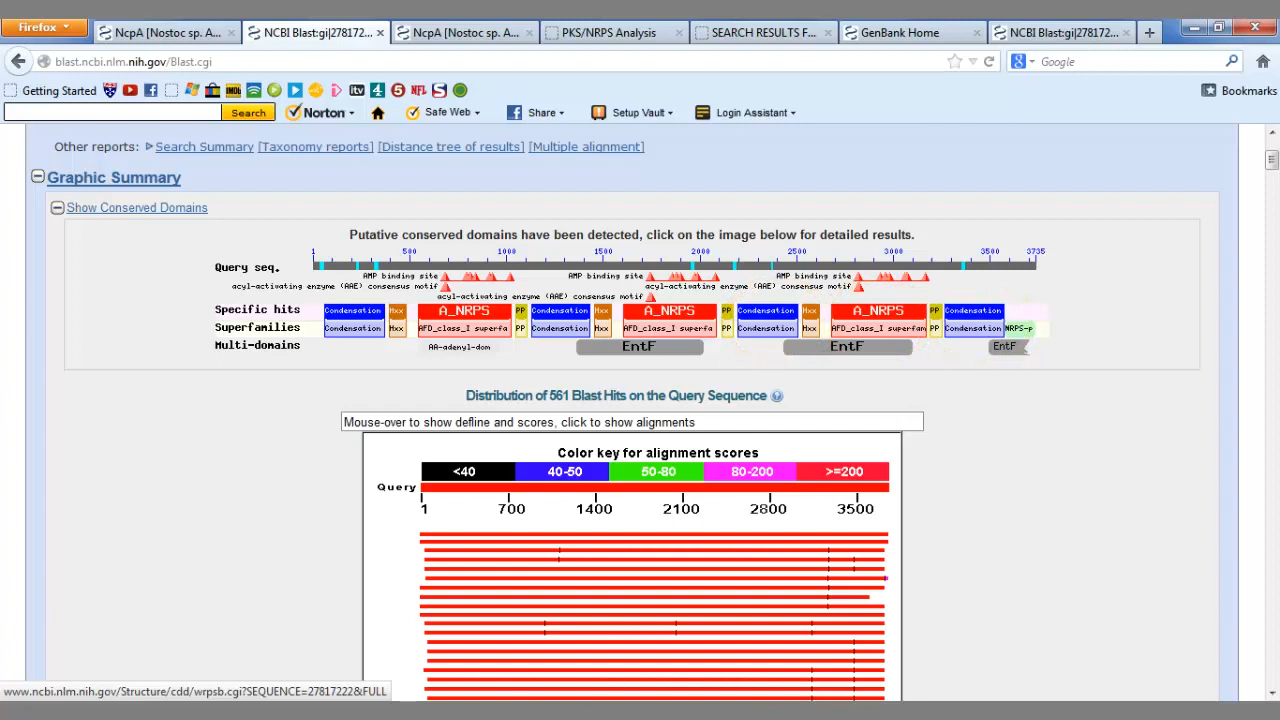 Firefox
NcpA [Nostoc sp. A...
NCBI Blast:gi|278172...
NcpA [Nostoc sp. A...
PKS/NRPS Analysis
SEARCH RESULTS F...
GenBank Home
NCBI Blast:gi|278172...
blast.ncbi.nlm.nih.gov/Blast.cgi
Google
Getting Started
Bookmarks
Search
Norton
Safe Web
Share
Setup Vault
Login Assistant
Other reports: Search Summary [Taxonomy reports] [Distance tree of results] [Multiple alignment]
Graphic Summary
Show Conserved Domains
Putative conserved domains have been detected, click on the image below for detailed results.
1 500 1000 1500 2000 2500 3000 3500 3735
Query seq.
AMP binding site AMP binding site AMP binding site
acyl-activating enzyme (AAE) consensus motif acyl-activating enzyme (AAE) consensus motif
acyl-activating enzyme (AAE) consensus motif
Specific hits Condensation Mxx A_NRPS PP Condensation Mxx A_NRPS PP Condensation Mxx A_NRPS PP Condensation
Superfamilies Condensation Mxx AFD_class_I superfa PP Condensation Mxx AFD_class_I superfa PP Condensation Mxx AFD_class_I superfam PP Condensation NRPS-p
Multi-domains AA-adenyl-dom EntF EntF EntF
Distribution of 561 Blast Hits on the Query Sequence
Mouse-over to show defline and scores, click to show alignments
Color key for alignment scores
<40 40-50 50-80 80-200 >=200
Query
1 700 1400 2100 2800 3500
www.ncbi.nlm.nih.gov/Structure/cdd/wrpsb.cgi?SEQUENCE=27817222&FULL